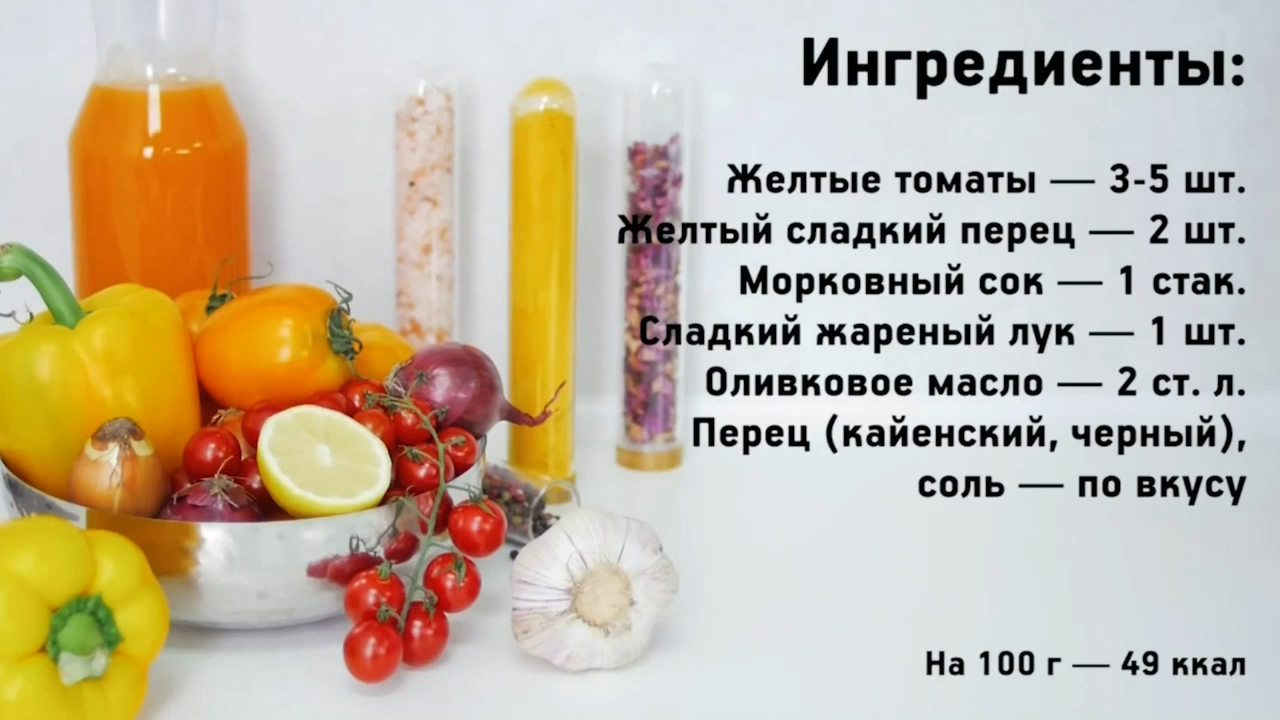 Ингредиенты:
Желтые томаты — 3-5 шт.
Желтый сладкий перец — 2 шт.
Морковный сок — 1 стак.
Сладкий жареный лук — 1 шт.
Оливковое масло — 2 ст. л.
Перец (кайенский, черный),
соль — по вкусу
На 100 г — 49 ккал